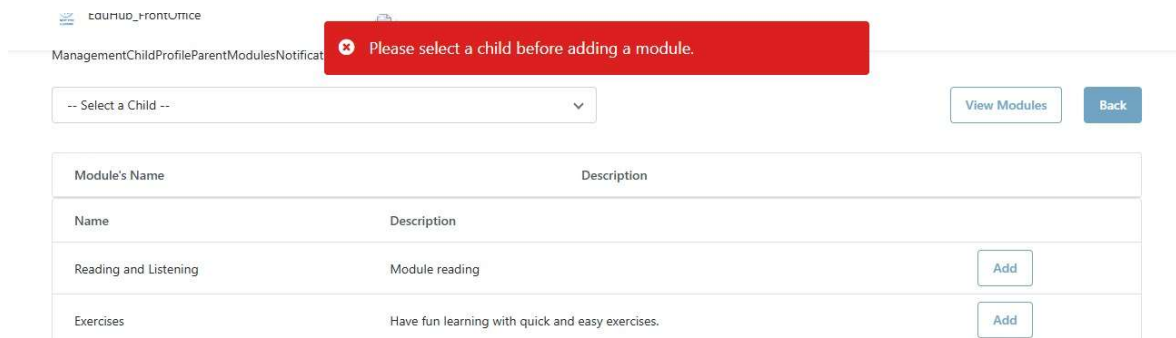 EduHub_FrontOffice
Please select a child before adding a module.
ManagementChildProfileParentModulesNotificat
-- Select a Child --
View Modules
Back
Module's Name Description
Name Description
Reading and Listening Module reading Add
Exercises Have fun learning with quick and easy exercises. Add